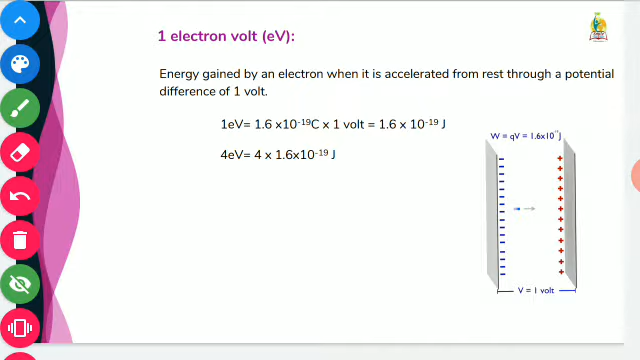 1 electron volt (eV):
Energy gained by an electron when it is accelerated from rest through a potential
difference of 1 volt.
1eV= 1.6 x10⁻¹⁹C x 1 volt = 1.6 x 10⁻¹⁹ J
4eV= 4 x 1.6x10⁻¹⁹ J
W = qV = 1.6x10⁻¹⁹J
V = 1 volt